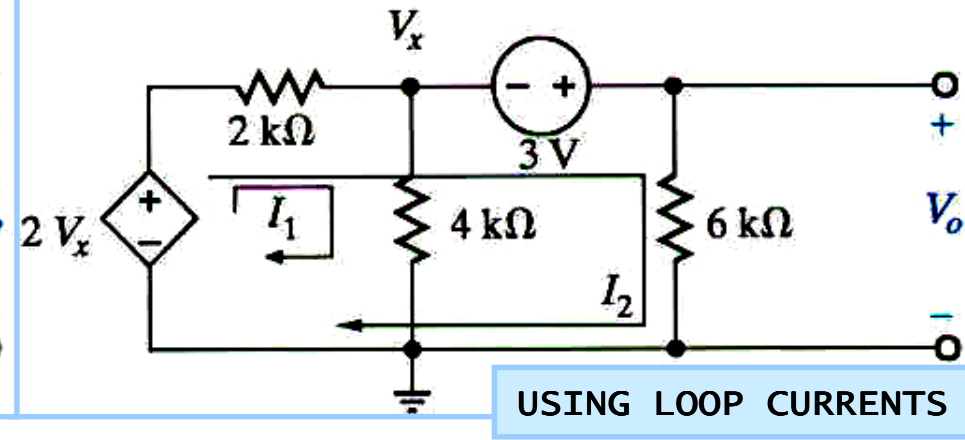 Vx
- +
2 kΩ
3 V
+
+
-
2 Vx
I1
4 kΩ
6 kΩ
Vo
I2
-
USING LOOP CURRENTS